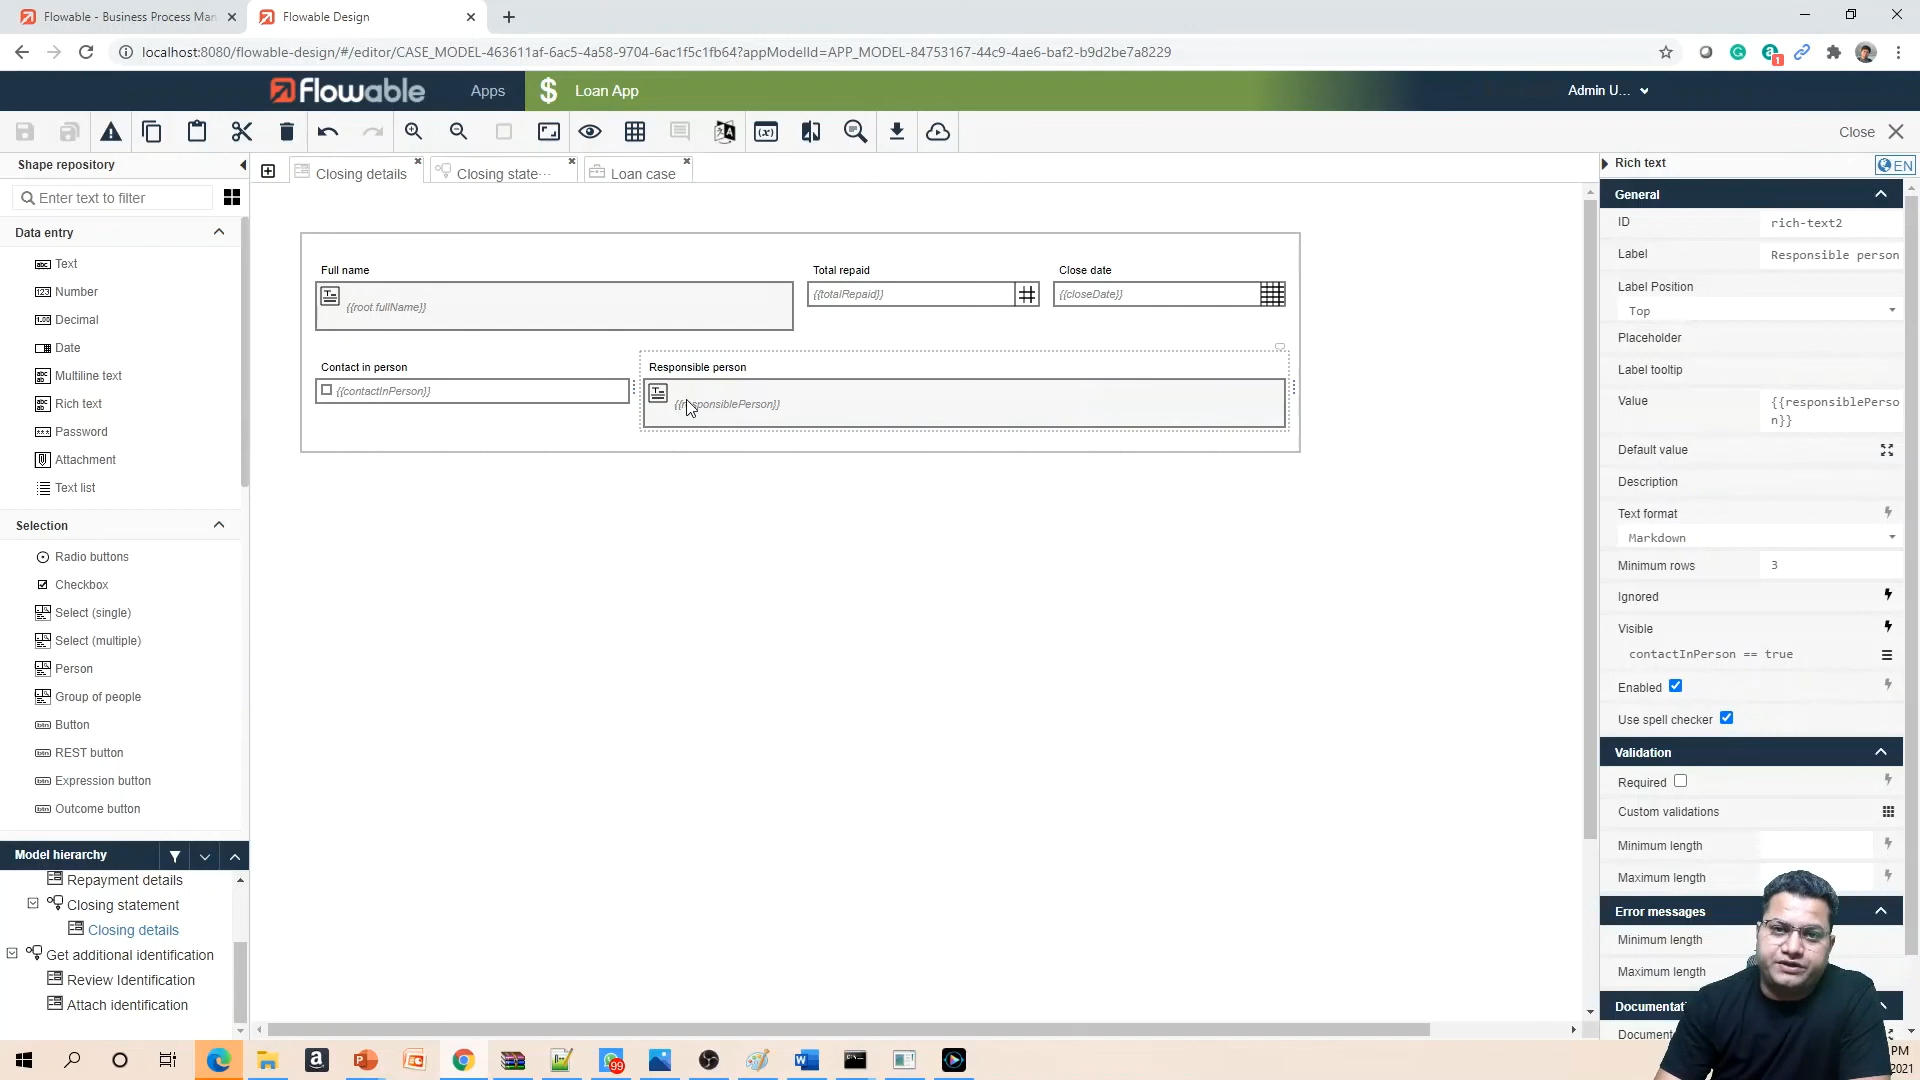 Flowable - Business Process Man
Flowable Design
localhost:8080/flowable-design/#/editor/CASE_MODEL-463611af-6ac5-4a58-9704-6ac1f5c1fb64?appModelId=APP_MODEL-84753167-44c9-4ae6-baf2-b9d2be7a8229
1
flowable
Apps
$
Loan App
Admin U...
Close
Shape repository
Closing details
Closing state···
Loan case
Rich text
EN
Enter text to filter
Data entry
Text
Number
Decimal
Date
Multiline text
Rich text
Password
Attachment
Text list
Selection
Radio buttons
Checkbox
Select (single)
Select (multiple)
Person
Group of people
Button
REST button
Expression button
Outcome button
Model hierarchy
Repayment details
Closing statement
Closing details
Get additional identification
Review Identification
Attach identification
Full name
Total repaid
Close date
{{root.fullName}}
{{totalRepaid}}
{{closeDate}}
Contact in person
Responsible person
{{contactInPerson}}
{{responsiblePerson}}
General
ID
rich-text2
Label
Responsible person
Label Position
Top
Placeholder
Label tooltip
Value
{{responsiblePerso
n}}
Default value
Description
Text format
Markdown
Minimum rows
3
Ignored
Visible
contactInPerson == true
Enabled
Use spell checker
Validation
Required
Custom validations
Minimum length
Maximum length
Error messages
Minimum length
Maximum length
Documentat
Docume
99
PM
2021